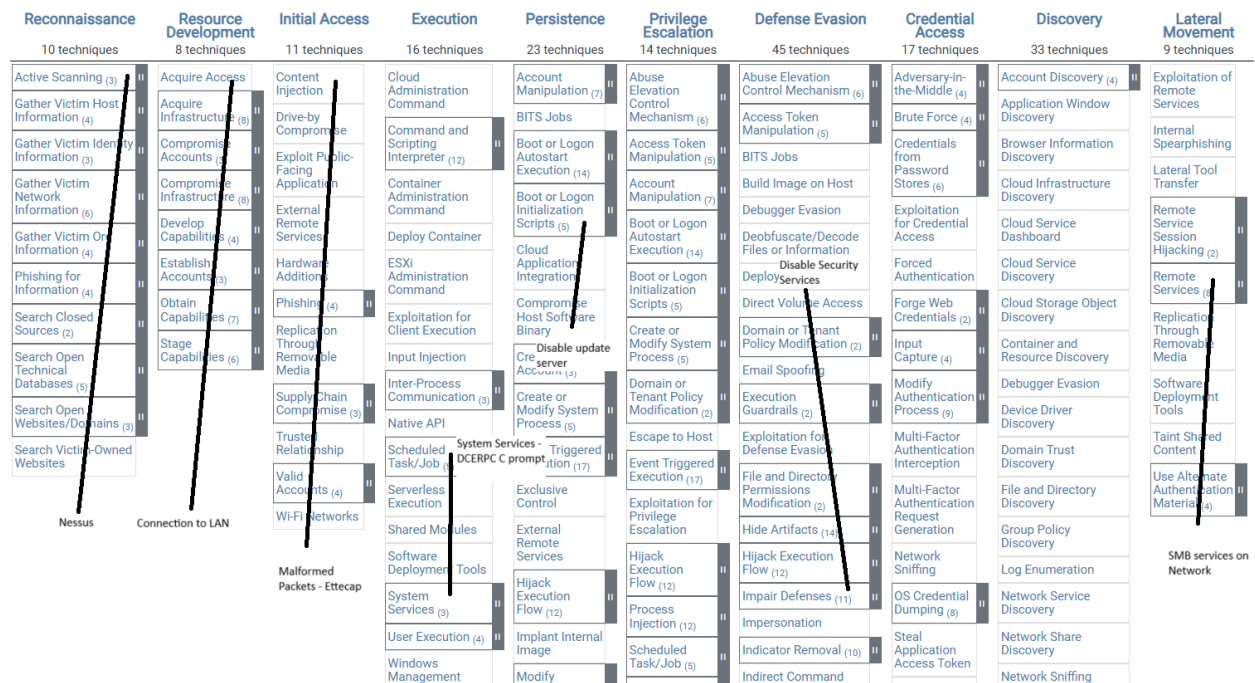 Reconnaissance
10 techniques
Active Scanning (3)
Gather Victim Host
Information (4)
Gather Victim Identity
Information (3)
Gather Victim
Network
Information (6)
Gather Victim Org
Information (4)
Phishing for
Information (4)
Search Closed
Sources (2)
Search Open
Technical
Databases (5)
Search Open
Websites/Domains (3)
Search Victim-Owned
Websites
Nessus
Resource
Development
8 techniques
Acquire Access
Acquire
Infrastructure (8)
Compromise
Accounts (3)
Compromise
Infrastructure (8)
Develop
Capabilities (4)
Establish
Accounts (3)
Obtain
Capabilities (7)
Stage
Capabilities (6)
Connection to LAN
Initial Access
11 techniques
Content
Injection
Drive-by
Compromise
Exploit Public-
Facing
Application
External
Remote
Services
Hardware
Additions
Phishing (4)
Replication
Through
Removable
Media
Supply Chain
Compromise (3)
Trusted
Relationship
Valid
Accounts (4)
Wi-Fi Networks
Malformed
Packets - Ettecap
Execution
16 techniques
Cloud
Administration
Command
Command and
Scripting
Interpreter (12)
Container
Administration
Command
Deploy Container
ESXi
Administration
Command
Exploitation for
Client Execution
Input Injection
Inter-Process
Communication (3)
Native API
Scheduled
Task/Job (5)
Serverless
Execution
Shared Modules
Software
Deployment Tools
System
Services (3)
User Execution (4)
Windows
Management
System Services -
DCERPC C prompt
Persistence
23 techniques
Account
Manipulation (7)
BITS Jobs
Boot or Logon
Autostart
Execution (14)
Boot or Logon
Initialization
Scripts (5)
Cloud
Application
Integration
Compromise
Host Software
Binary
Cre
Account (3)
Disable update
server
Create or
Modify System
Process (5)
Triggered
ution (17)
Exclusive
Control
External
Remote
Services
Hijack
Execution
Flow (12)
Implant Internal
Image
Modify
Privilege
Escalation
14 techniques
Abuse
Elevation
Control
Mechanism (6)
Access Token
Manipulation (5)
Account
Manipulation (7)
Boot or Logon
Autostart
Execution (14)
Boot or Logon
Initialization
Scripts (5)
Create or
Modify System
Process (5)
Domain or
Tenant Policy
Modification (2)
Escape to Host
Event Triggered
Execution (17)
Exploitation for
Privilege
Escalation
Hijack
Execution
Flow (12)
Process
Injection (12)
Scheduled
Task/Job (5)
Defense Evasion
45 techniques
Abuse Elevation
Control Mechanism (6)
Access Token
Manipulation (5)
BITS Jobs
Build Image on Host
Debugger Evasion
Deobfuscate/Decode
Files or Information
Deploy
Disable Security
Services
Direct Volume Access
Domain or Tenant
Policy Modification (2)
Email Spoofing
Execution
Guardrails (2)
Exploitation for
Defense Evasion
File and Directory
Permissions
Modification (2)
Hide Artifacts (14)
Hijack Execution
Flow (12)
Impair Defenses (11)
Impersonation
Indicator Removal (10)
Indirect Command
Credential
Access
17 techniques
Adversary-in-
the-Middle (4)
Brute Force (4)
Credentials
from
Password
Stores (6)
Exploitation
for Credential
Access
Forced
Authentication
Forge Web
Credentials (2)
Input
Capture (4)
Modify
Authentication
Process (9)
Multi-Factor
Authentication
Interception
Multi-Factor
Authentication
Request
Generation
Network
Sniffing
OS Credential
Dumping (8)
Steal
Application
Access Token
Discovery
33 techniques
Account Discovery (4)
Application Window
Discovery
Browser Information
Discovery
Cloud Infrastructure
Discovery
Cloud Service
Dashboard
Cloud Service
Discovery
Cloud Storage Object
Discovery
Container and
Resource Discovery
Debugger Evasion
Device Driver
Discovery
Domain Trust
Discovery
File and Directory
Discovery
Group Policy
Discovery
Log Enumeration
Network Service
Discovery
Network Share
Discovery
Network Sniffing
Lateral
Movement
9 techniques
Exploitation of
Remote
Services
Internal
Spearphishing
Lateral Tool
Transfer
Remote
Service
Session
Hijacking (2)
Remote
Services (8)
Replication
Through
Removable
Media
Software
Deployment
Tools
Taint Shared
Content
Use Alternate
Authentication
Material (4)
SMB services on
Network